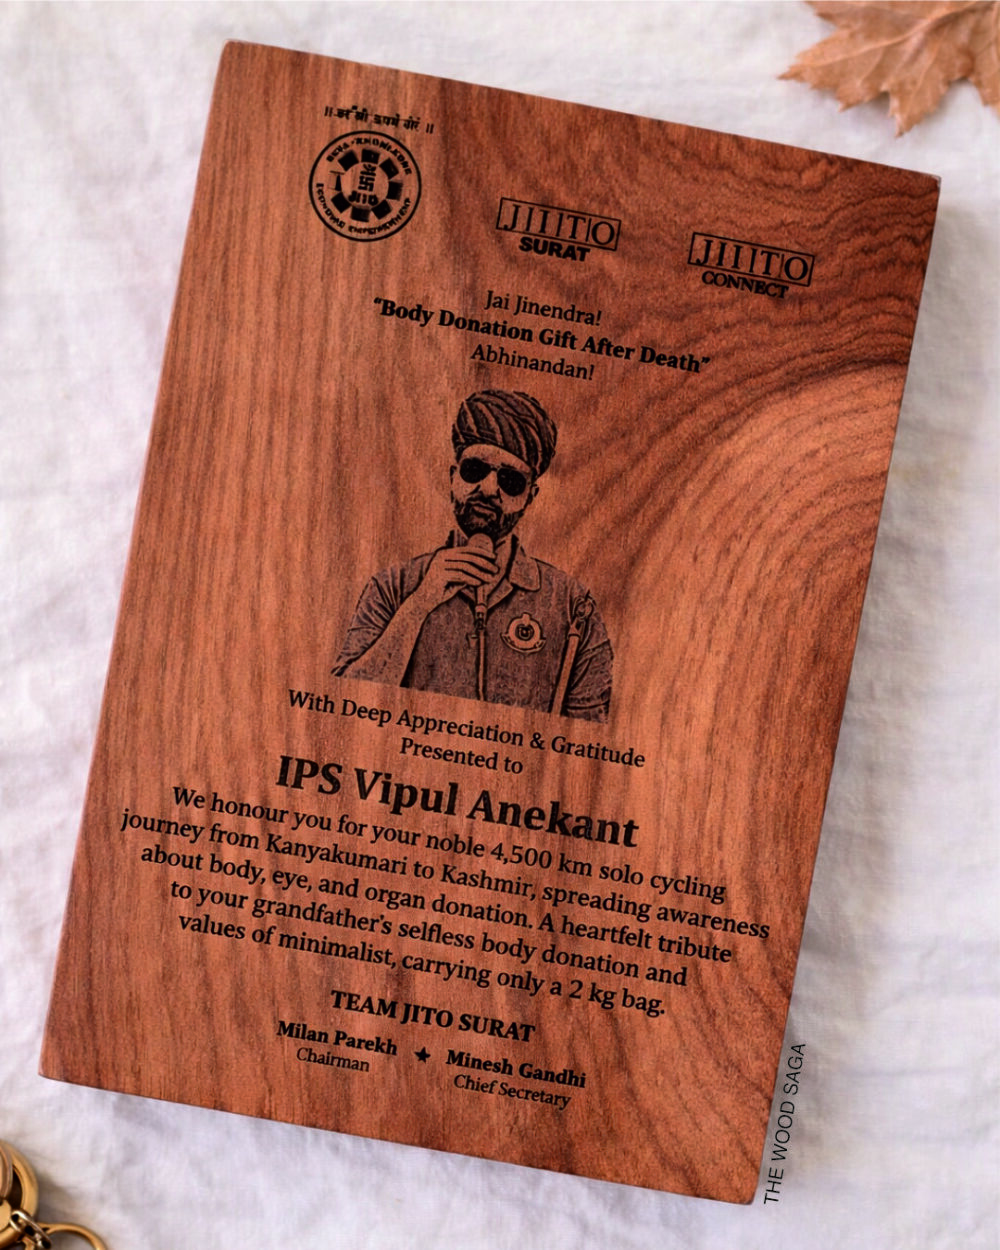 JIIITO
SURAT
JIIITO
CONNECT
Jai Jinendra!
“Body Donation Gift After Death”
Abhinandan!
With Deep Appreciation & Gratitude
Presented to
IPS Vipul Anekant
We honour you for your noble 4,500 km solo cycling
journey from Kanyakumari to Kashmir, spreading awareness
about body, eye, and organ donation. A heartfelt tribute
to your grandfather's selfless body donation and
values of minimalist, carrying only a 2 kg bag.
TEAM JITO SURAT
Milan Parekh ★ Minesh Gandhi
Chairman Chief Secretary
THE WOOD SAGA